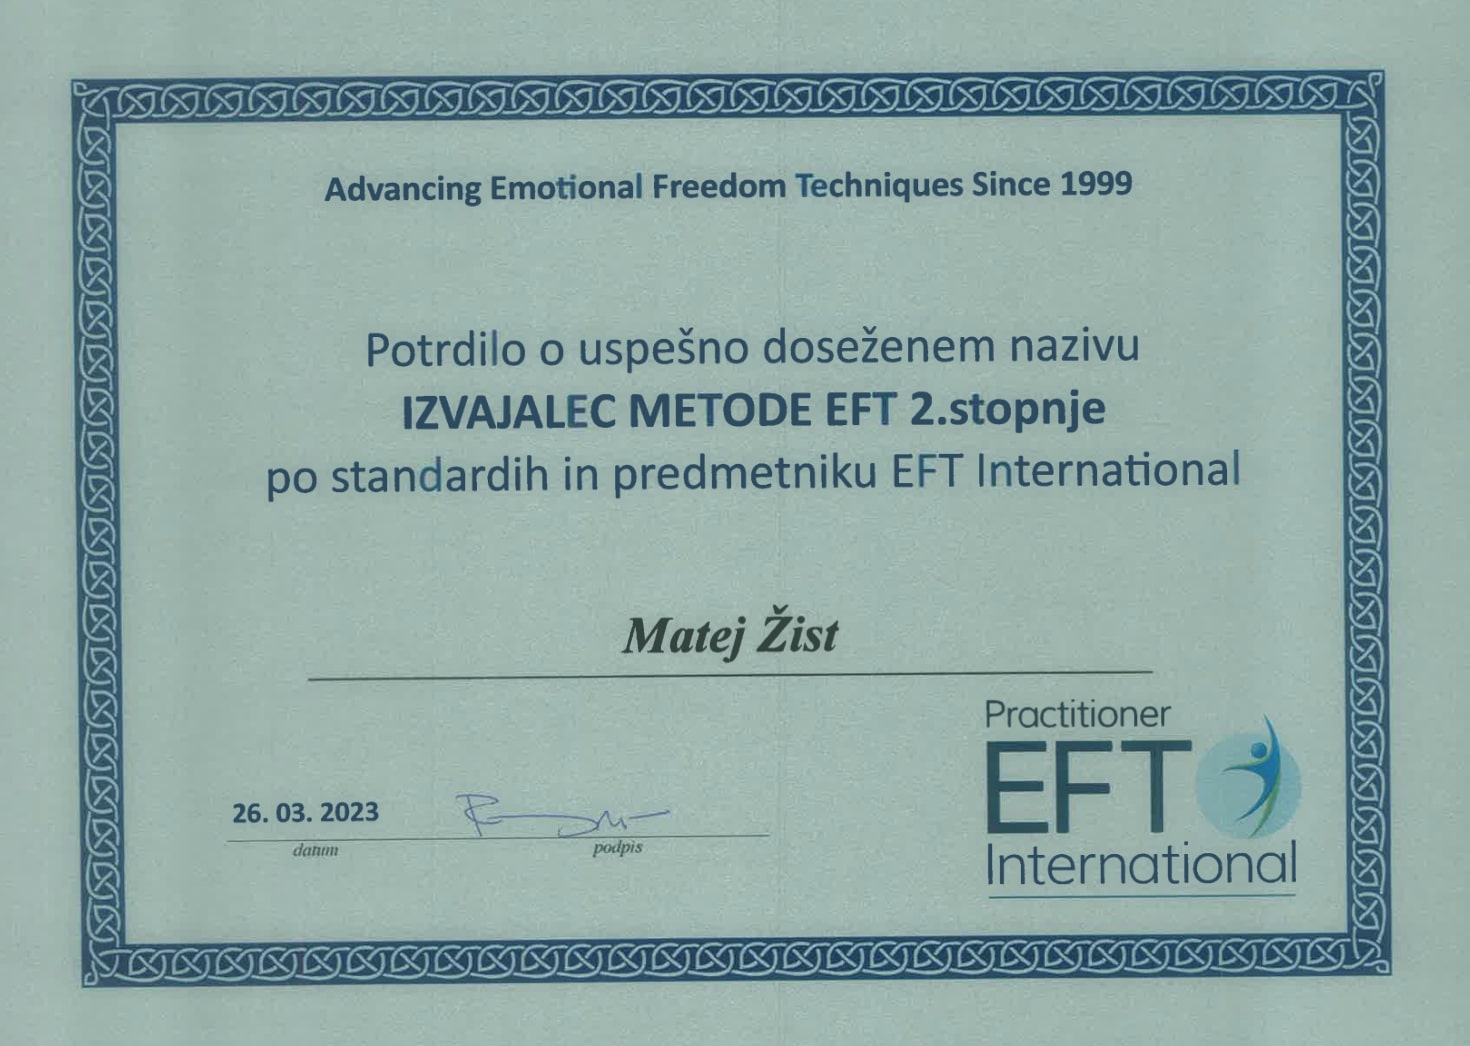 Advancing Emotional Freedom Techniques Since 1999
Potrdilo o uspešno doseženem nazivu
IZVAJALEC METODE EFT 2.stopnje
po standardih in predmetniku EFT International
Matej Žist
Practitioner
EFT
International
26. 03. 2023
datum
podpis